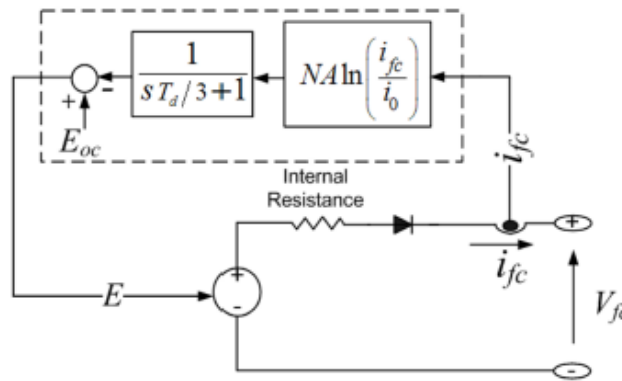 1
sT_d/3+1
NA ln(i_fc/i_0)
+ -
E_oc
i_fc
Internal
Resistance
+
i_fc
E
+
-
V_fc
-